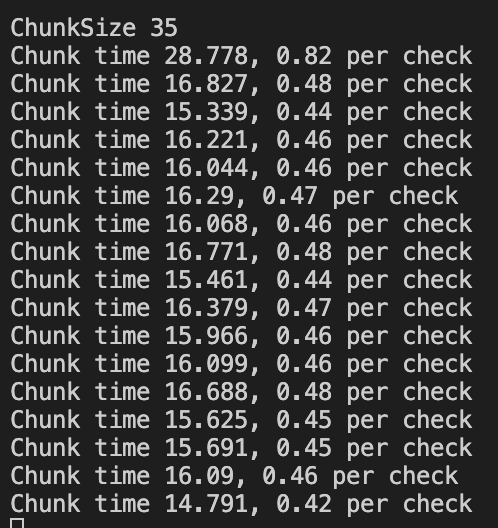 ChunkSize 35
Chunk time 28.778, 0.82 per check
Chunk time 16.827, 0.48 per check
Chunk time 15.339, 0.44 per check
Chunk time 16.221, 0.46 per check
Chunk time 16.044, 0.46 per check
Chunk time 16.29, 0.47 per check
Chunk time 16.068, 0.46 per check
Chunk time 16.771, 0.48 per check
Chunk time 15.461, 0.44 per check
Chunk time 16.379, 0.47 per check
Chunk time 15.966, 0.46 per check
Chunk time 16.099, 0.46 per check
Chunk time 16.688, 0.48 per check
Chunk time 15.625, 0.45 per check
Chunk time 15.691, 0.45 per check
Chunk time 16.09, 0.46 per check
Chunk time 14.791, 0.42 per check